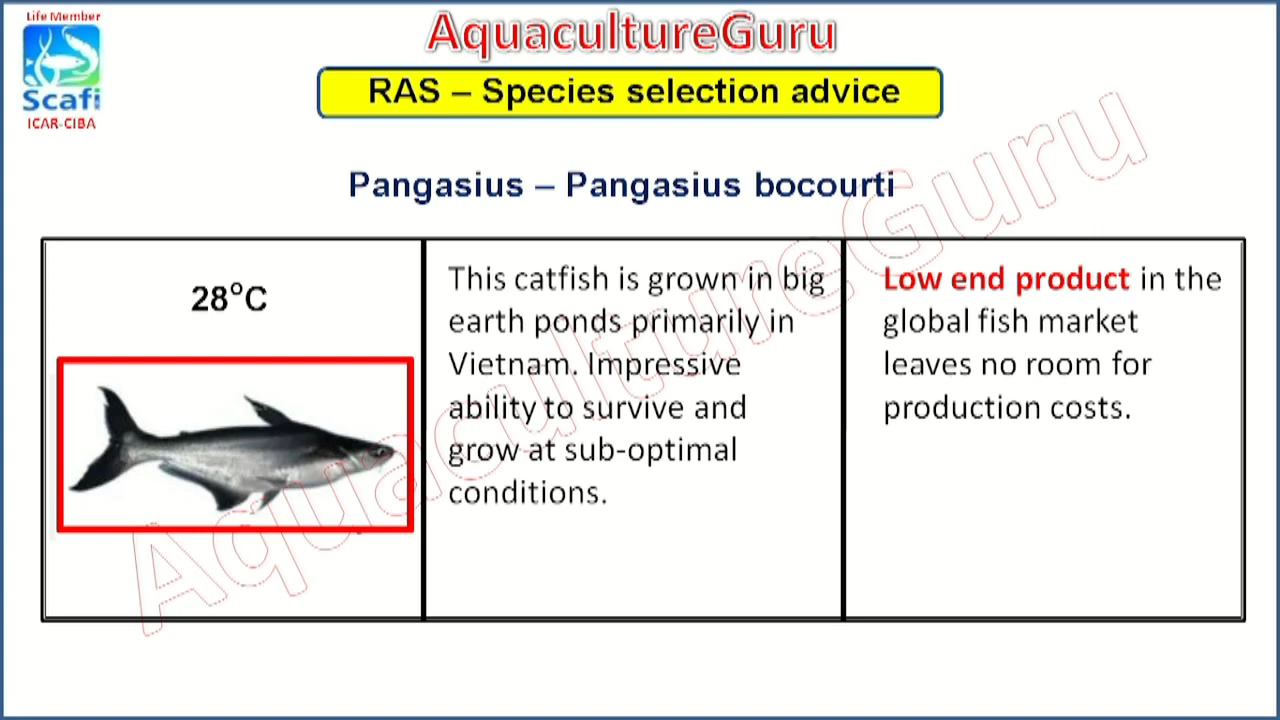 Life Member
Scafi
ICAR-CIBA
AquacultureGuru
RAS – Species selection advice
Pangasius – Pangasius bocourti
28°C
This catfish is grown in big
earth ponds primarily in
Vietnam. Impressive
ability to survive and
grow at sub-optimal
conditions.
Low end product in the
global fish market
leaves no room for
production costs.
AquacultureGuru